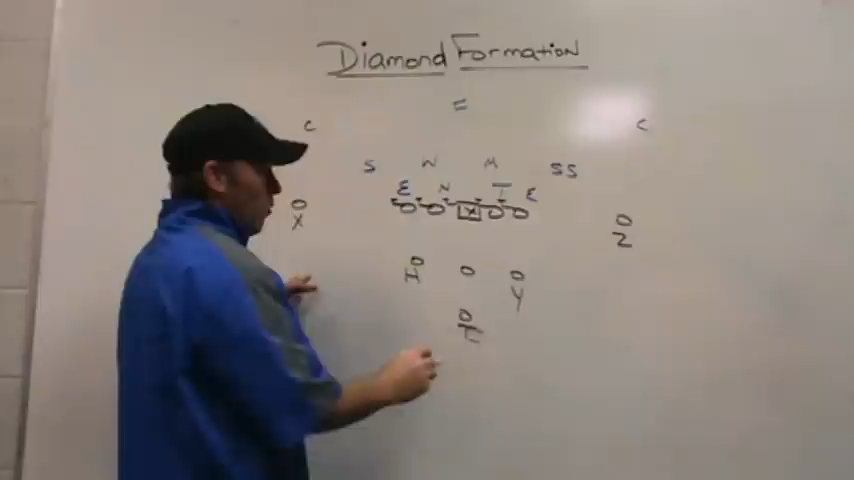 Diamond Formation
C C
S N M SS
E N T E
O O O X O O O O
X Z
O O O
H Y
O
T